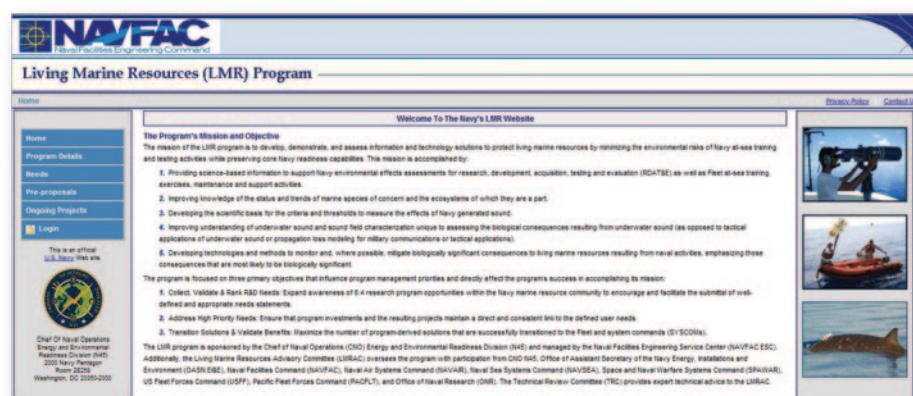 NAVFAC
Naval Facilities Engineering Command
Living Marine Resources (LMR) Program
Home
Privacy Policy Contact U
Home
Program Details
Needs
Pre-proposals
Ongoing Projects
Login
This is an official
U.S. Navy Web site.
Chief Of Naval Operations
Energy and Environmental
Readiness Division (N45)
2000 Navy Pentagon
Room 2E258
Washington, DC 20350-2000
Welcome To The Navy's LMR Website
The Program's Mission and Objective
The mission of the LMR program is to develop, demonstrate, and assess information and technology solutions to protect living marine resources by minimizing the environmental risks of Navy at-sea training
and testing activities while preserving core Navy readiness capabilities. This mission is accomplished by:
1. Providing science-based information to support Navy environmental effects assessments for research, development, acquisition, testing and evaluation (RDAT&E) as well as Fleet at-sea training,
exercises, maintenance and support activities.
2. Improving knowledge of the status and trends of marine species of concern and the ecosystems of which they are a part.
3. Developing the scientific basis for the criteria and thresholds to measure the effects of Navy generated sound.
4. Improving understanding of underwater sound and sound field characterization unique to assessing the biological consequences resulting from underwater sound (as opposed to tactical
applications of underwater sound or propagation loss modeling for military communications or tactical applications).
5. Developing technologies and methods to monitor and, where possible, mitigate biologically significant consequences to living marine resources resulting from naval activities, emphasizing those
consequences that are most likely to be biologically significant.
The program is focused on three primary objectives that influence program management priorities and directly affect the program's success in accomplishing its mission:
1. Collect, Validate & Rank R&D Needs: Expand awareness of 6.4 research program opportunities within the Navy marine resource community to encourage and facilitate the submittal of well-
defined and appropriate needs statements.
2. Address High Priority Needs: Ensure that program investments and the resulting projects maintain a direct and consistent link to the defined user needs.
3. Transition Solutions & Validate Benefits: Maximize the number of program-derived solutions that are successfully transitioned to the Fleet and system commands (SYSCOMs).
The LMR program is sponsored by the Chief of Naval Operations (CNO) Energy and Environmental Readiness Division (N45) and managed by the Naval Facilities Engineering Service Center (NAVFAC ESC).
Additionally, the Living Marine Resources Advisory Committee (LMRAC) oversees the program with participation from CNO N45, Office of Assistant Secretary of the Navy Energy, Installations and
Environment (OASN EI&E), Naval Facilities Command (NAVFAC), Naval Air Systems Command (NAVAIR), Naval Sea Systems Command (NAVSEA), Space and Naval Warfare Systems Command (SPAWAR),
US Fleet Forces Command (USFF), Pacific Fleet Forces Command (PACFLT), and Office of Naval Research (ONR). The Technical Review Committee (TRC) provides expert technical advice to the LMRAC.